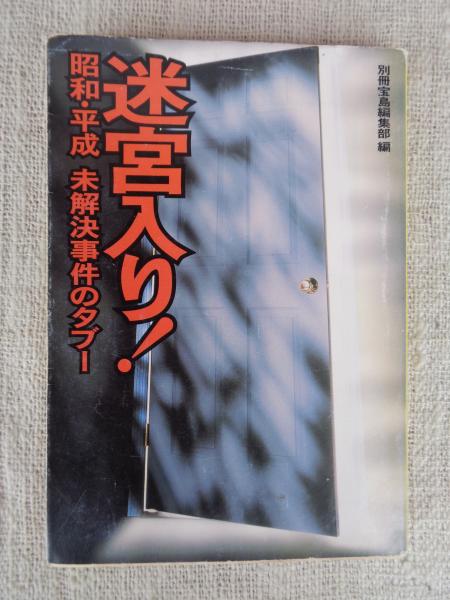 別冊宝島編集部 編
迷宮入り!
昭和・平成 未解決事件のタブー